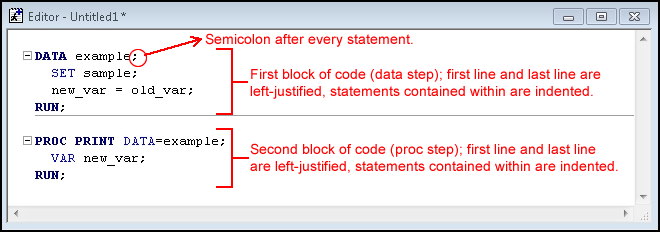 Editor - Untitled1 *
Semicolon after every statement.
DATA example;
SET sample;
new_var = old_var;
RUN;
First block of code (data step); first line and last line are
left-justified, statements contained within are indented.
PROC PRINT DATA=example;
VAR new_var;
RUN;
Second block of code (proc step); first line and last line
are left-justified, statements contained within are indented.